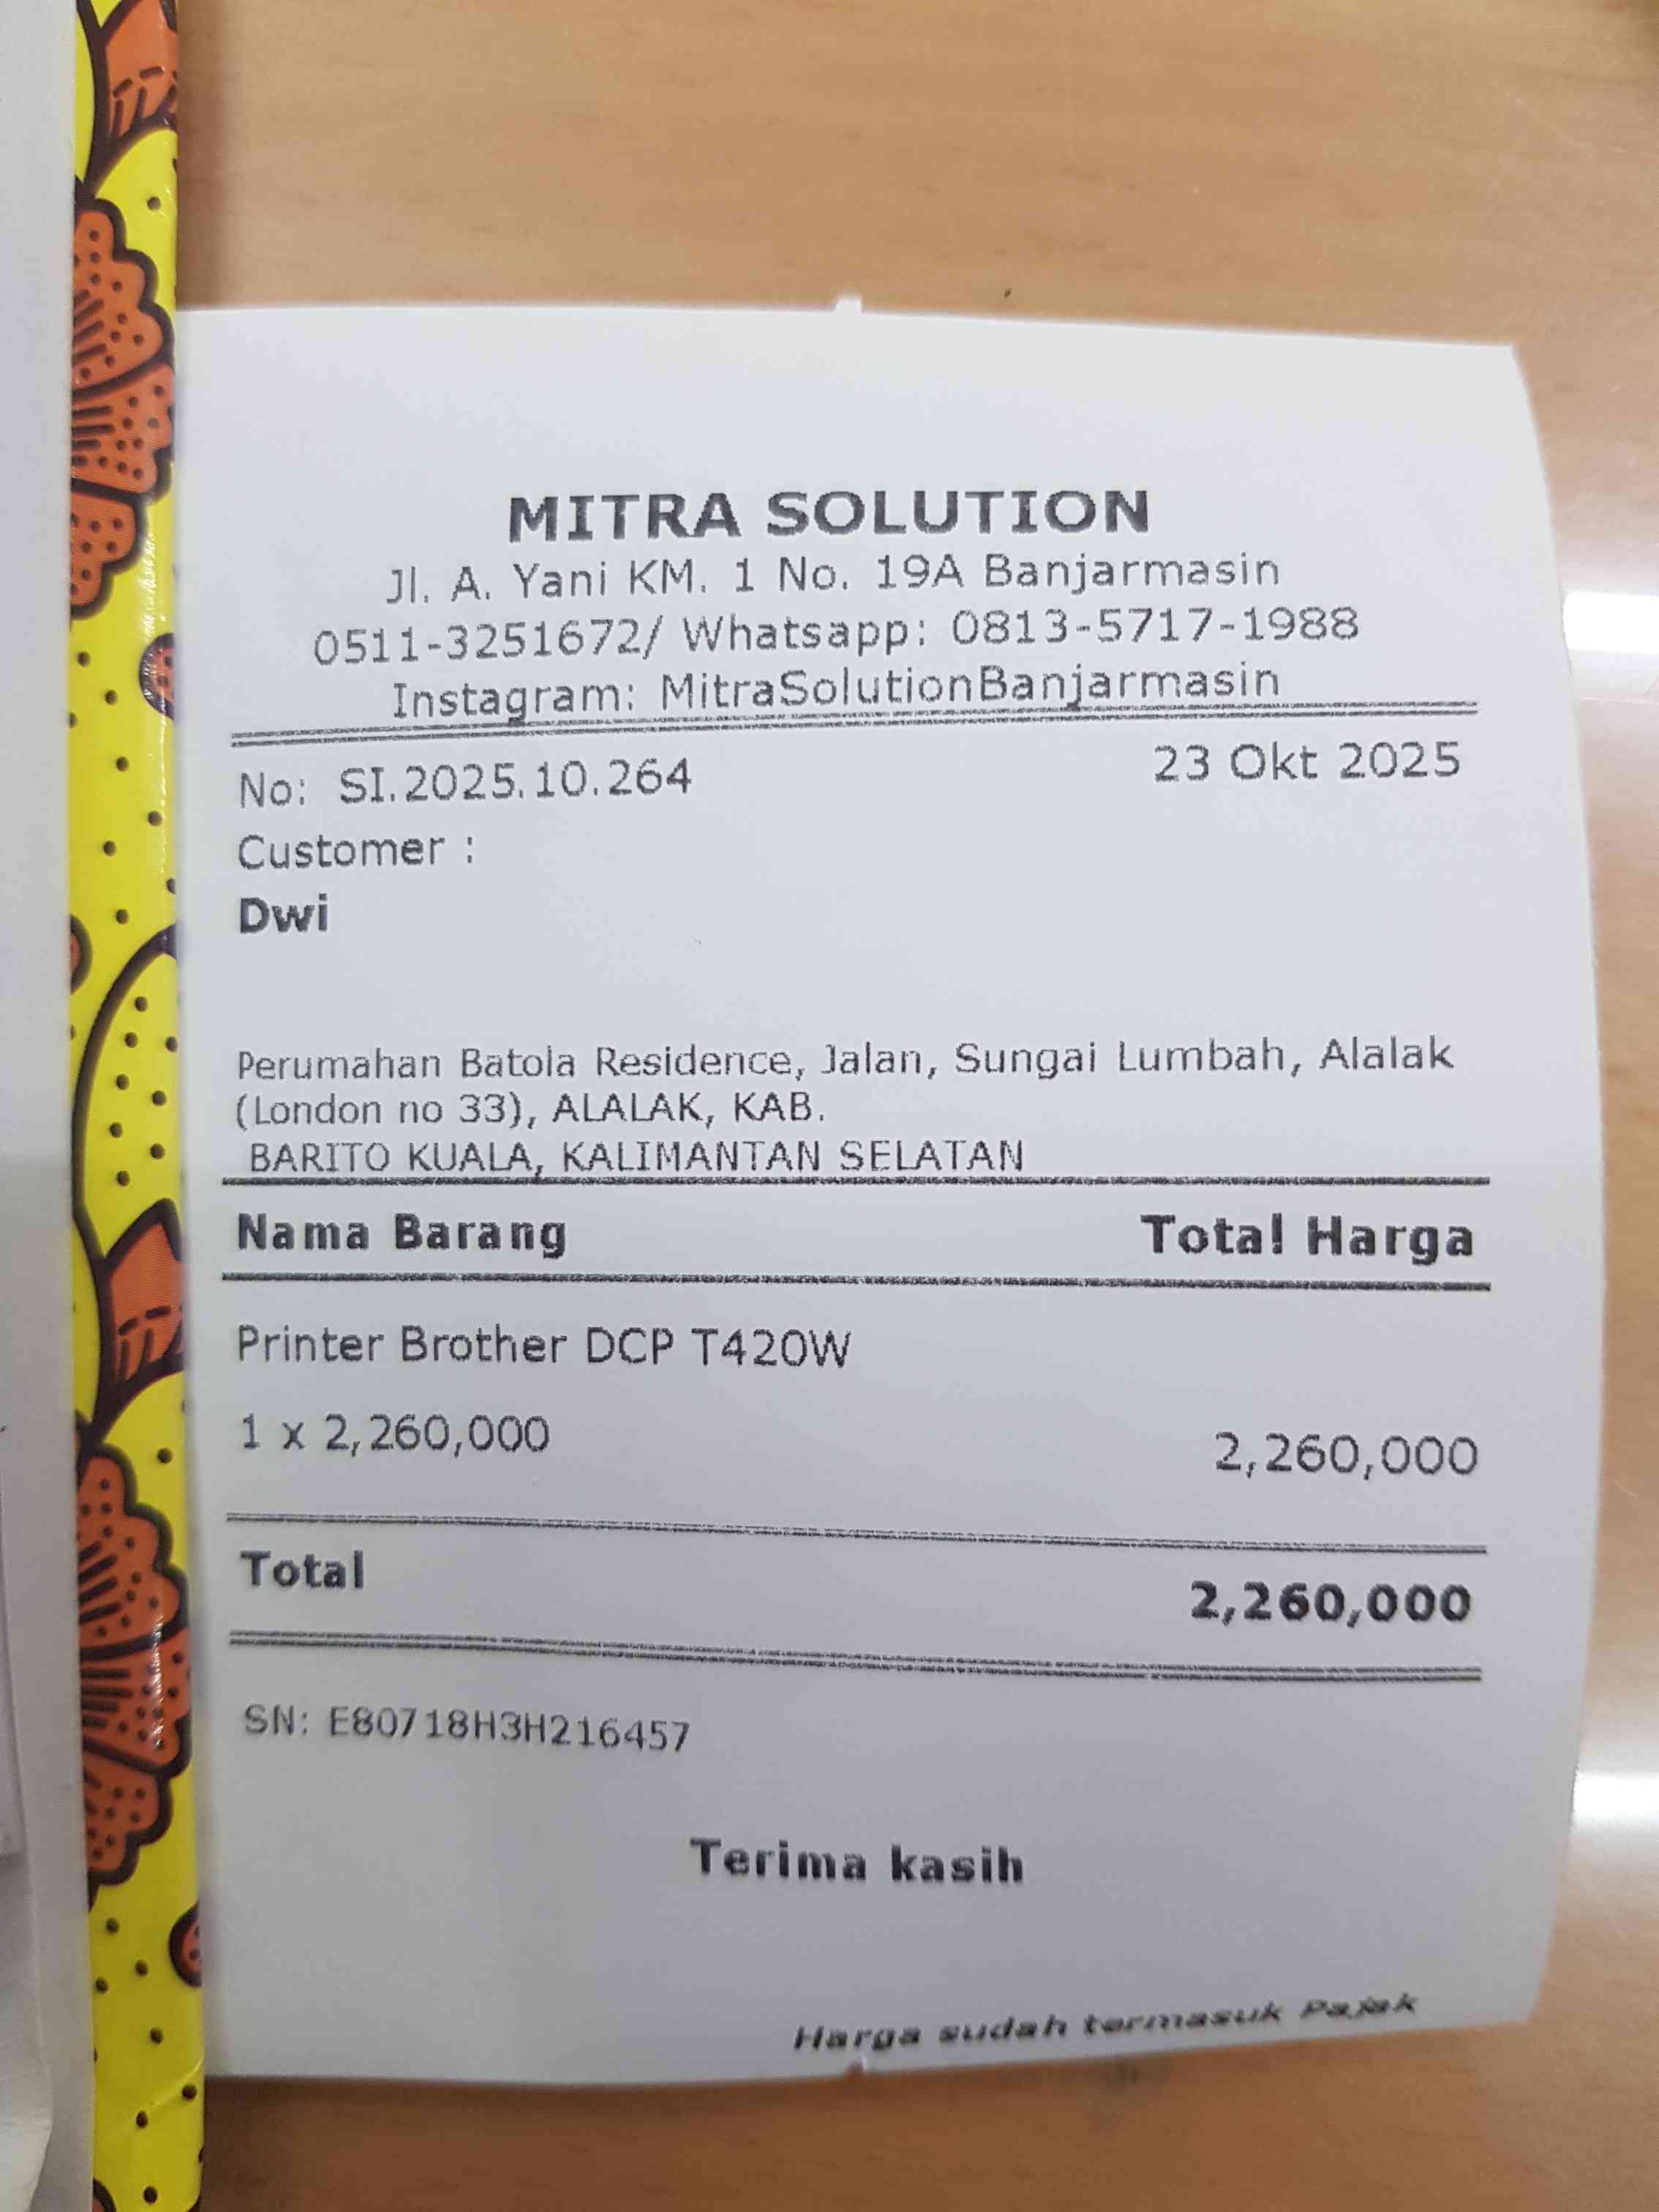 MITRA SOLUTION
Jl. A. Yani KM. 1 No. 19A Banjarmasin
0511-3251672/ Whatsapp: 0813-5717-1988
Instagram: MitraSolutionBanjarmasin
No: SI.2025.10.264 23 Okt 2025
Customer :
Dwi
Perumahan Batola Residence, Jalan, Sungai Lumbah, Alalak
(London no 33), ALALAK, KAB.
BARITO KUALA, KALIMANTAN SELATAN
Nama Barang Total Harga
Printer Brother DCP T420W
1 x 2,260,000 2,260,000
Total 2,260,000
SN: E80718H3H216457
Terima kasih
Harga sudah termasuk Pajak